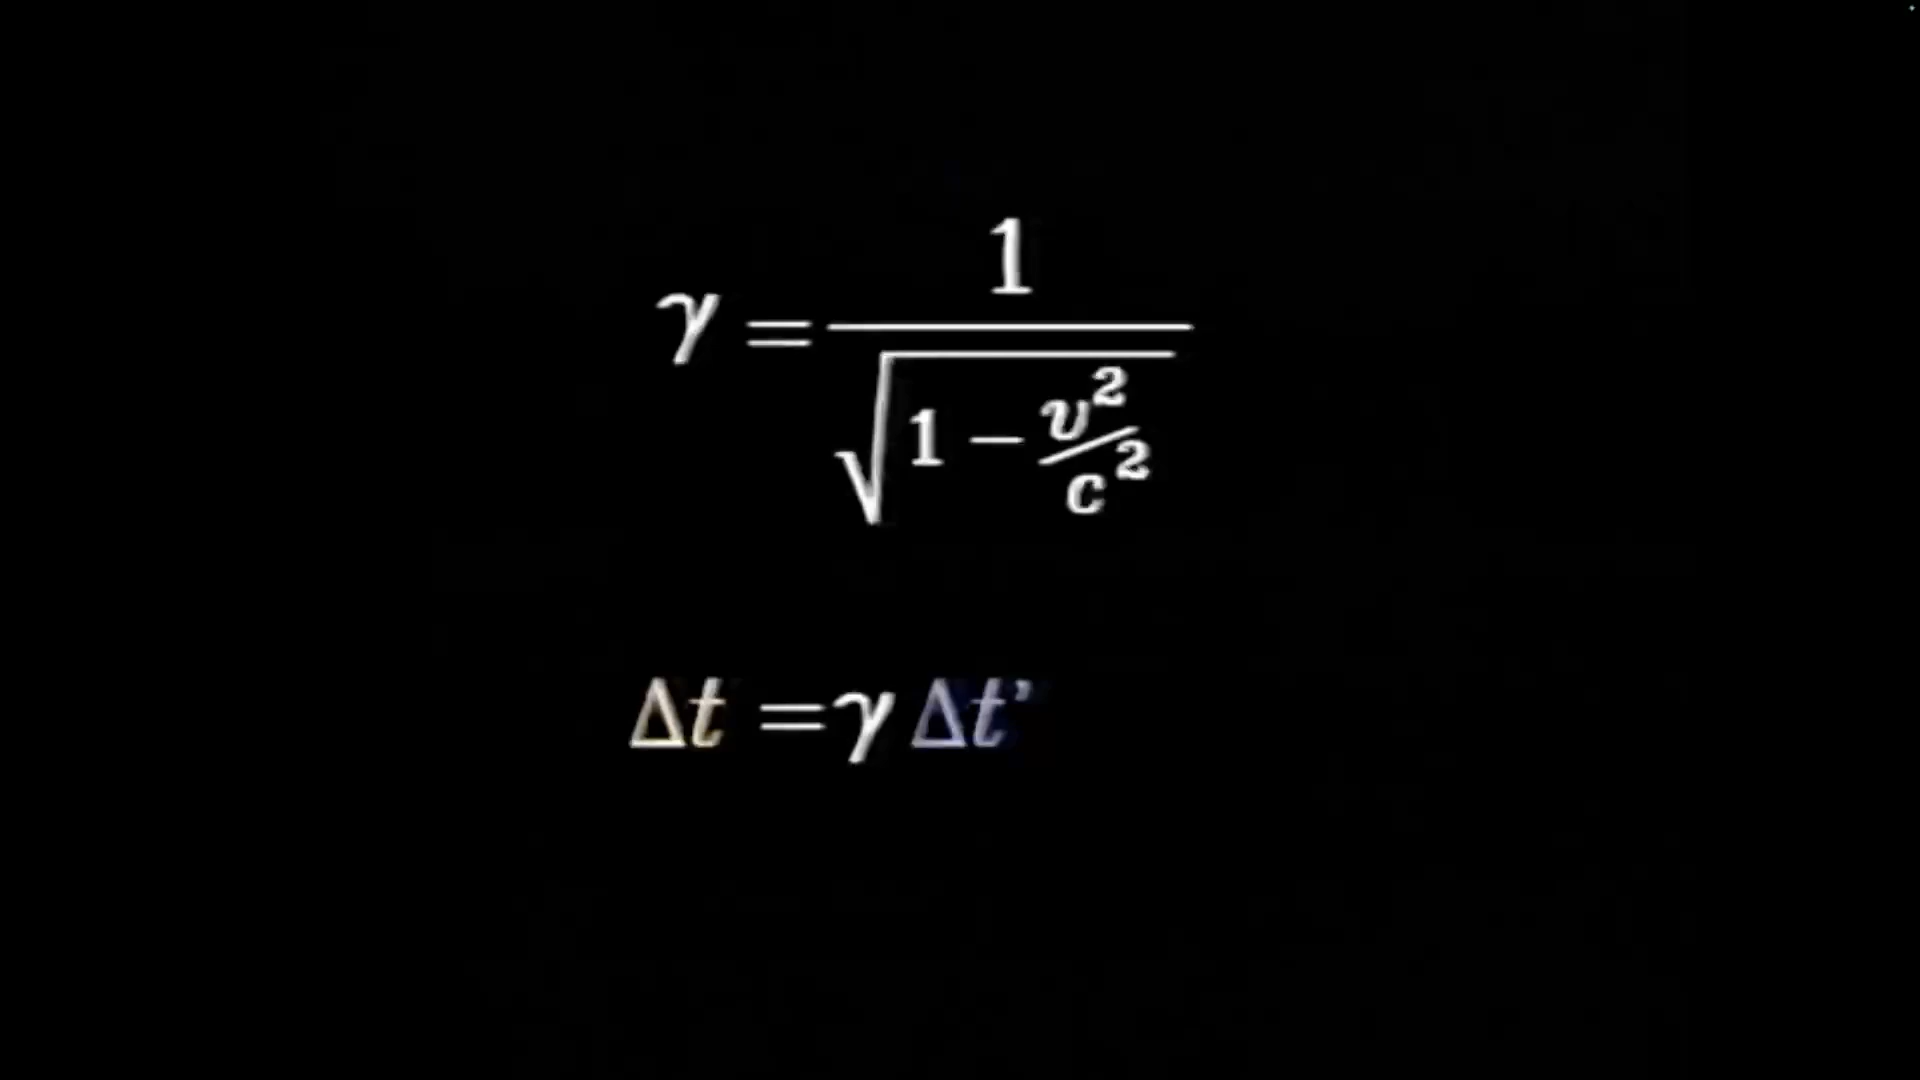 γ = 1 / √(1 − v²/c²)
Δt = γ Δt’